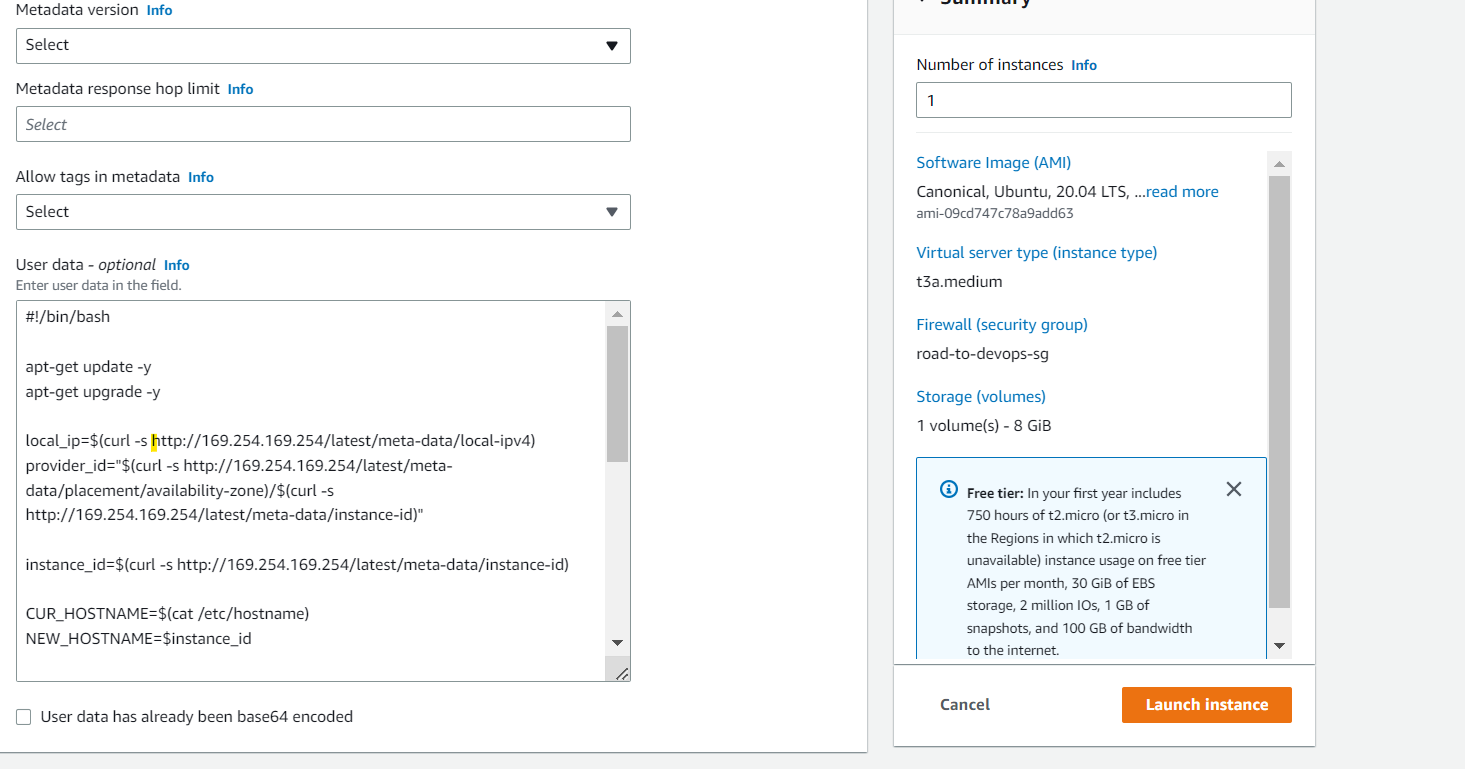 Metadata version Info
Select
Metadata response hop limit Info
Select
Allow tags in metadata Info
Select
User data - optional Info
Enter user data in the field.
#!/bin/bash
apt-get update -y
apt-get upgrade -y
local_ip=$(curl -s http://169.254.169.254/latest/meta-data/local-ipv4)
provider_id="$(curl -s http://169.254.169.254/latest/meta-
data/placement/availability-zone)/$(curl -s
http://169.254.169.254/latest/meta-data/instance-id)"
instance_id=$(curl -s http://169.254.169.254/latest/meta-data/instance-id)
CUR_HOSTNAME=$(cat /etc/hostname)
NEW_HOSTNAME=$instance_id
User data has already been base64 encoded
Summary
Number of instances Info
1
Software Image (AMI)
Canonical, Ubuntu, 20.04 LTS, ...read more
ami-09cd747c78a9add63
Virtual server type (instance type)
t3a.medium
Firewall (security group)
road-to-devops-sg
Storage (volumes)
1 volume(s) - 8 GiB
Free tier: In your first year includes
750 hours of t2.micro (or t3.micro in
the Regions in which t2.micro is
unavailable) instance usage on free tier
AMIs per month, 30 GiB of EBS
storage, 2 million IOs, 1 GB of
snapshots, and 100 GB of bandwidth
to the internet.
Cancel
Launch instance